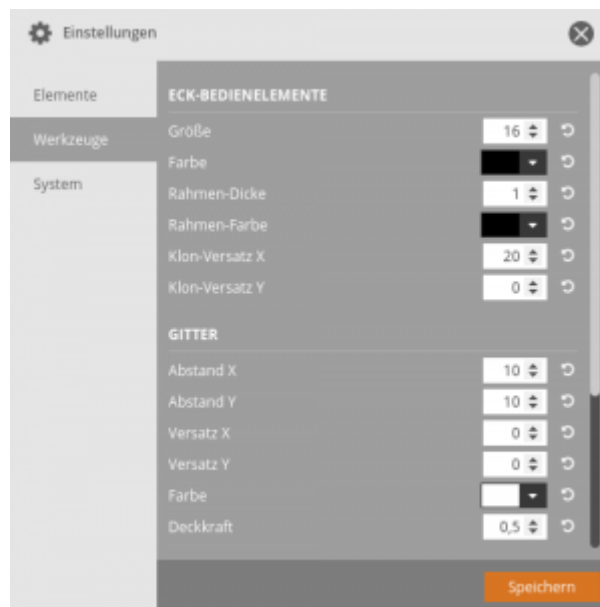 Einstellungen
Elemente
Werkzeuge
System
ECK-BEDIENELEMENTE
Größe 16
Farbe
Rahmen-Dicke 1
Rahmen-Farbe
Klon-Versatz X 20
Klon-Versatz Y 0
GITTER
Abstand X 10
Abstand Y 10
Versatz X 0
Versatz Y 0
Farbe
Deckkraft 0,5
Speichern